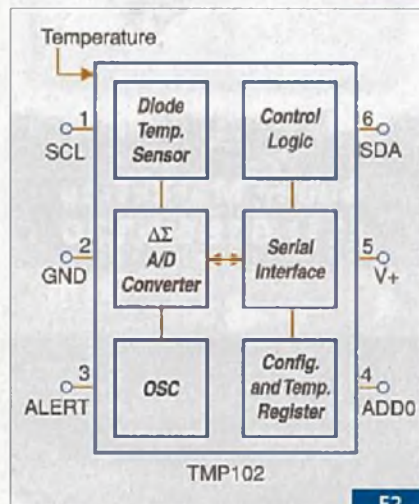 Temperature
Diode
Temp.
Sensor
Control
Logic
1
SCL
6
SDA
ΔΣ
A/D
Converter
Serial
Interface
2
GND
5
V+
OSC
Config.
and Temp.
Register
3
ALERT
4
ADD0
TMP102
F2